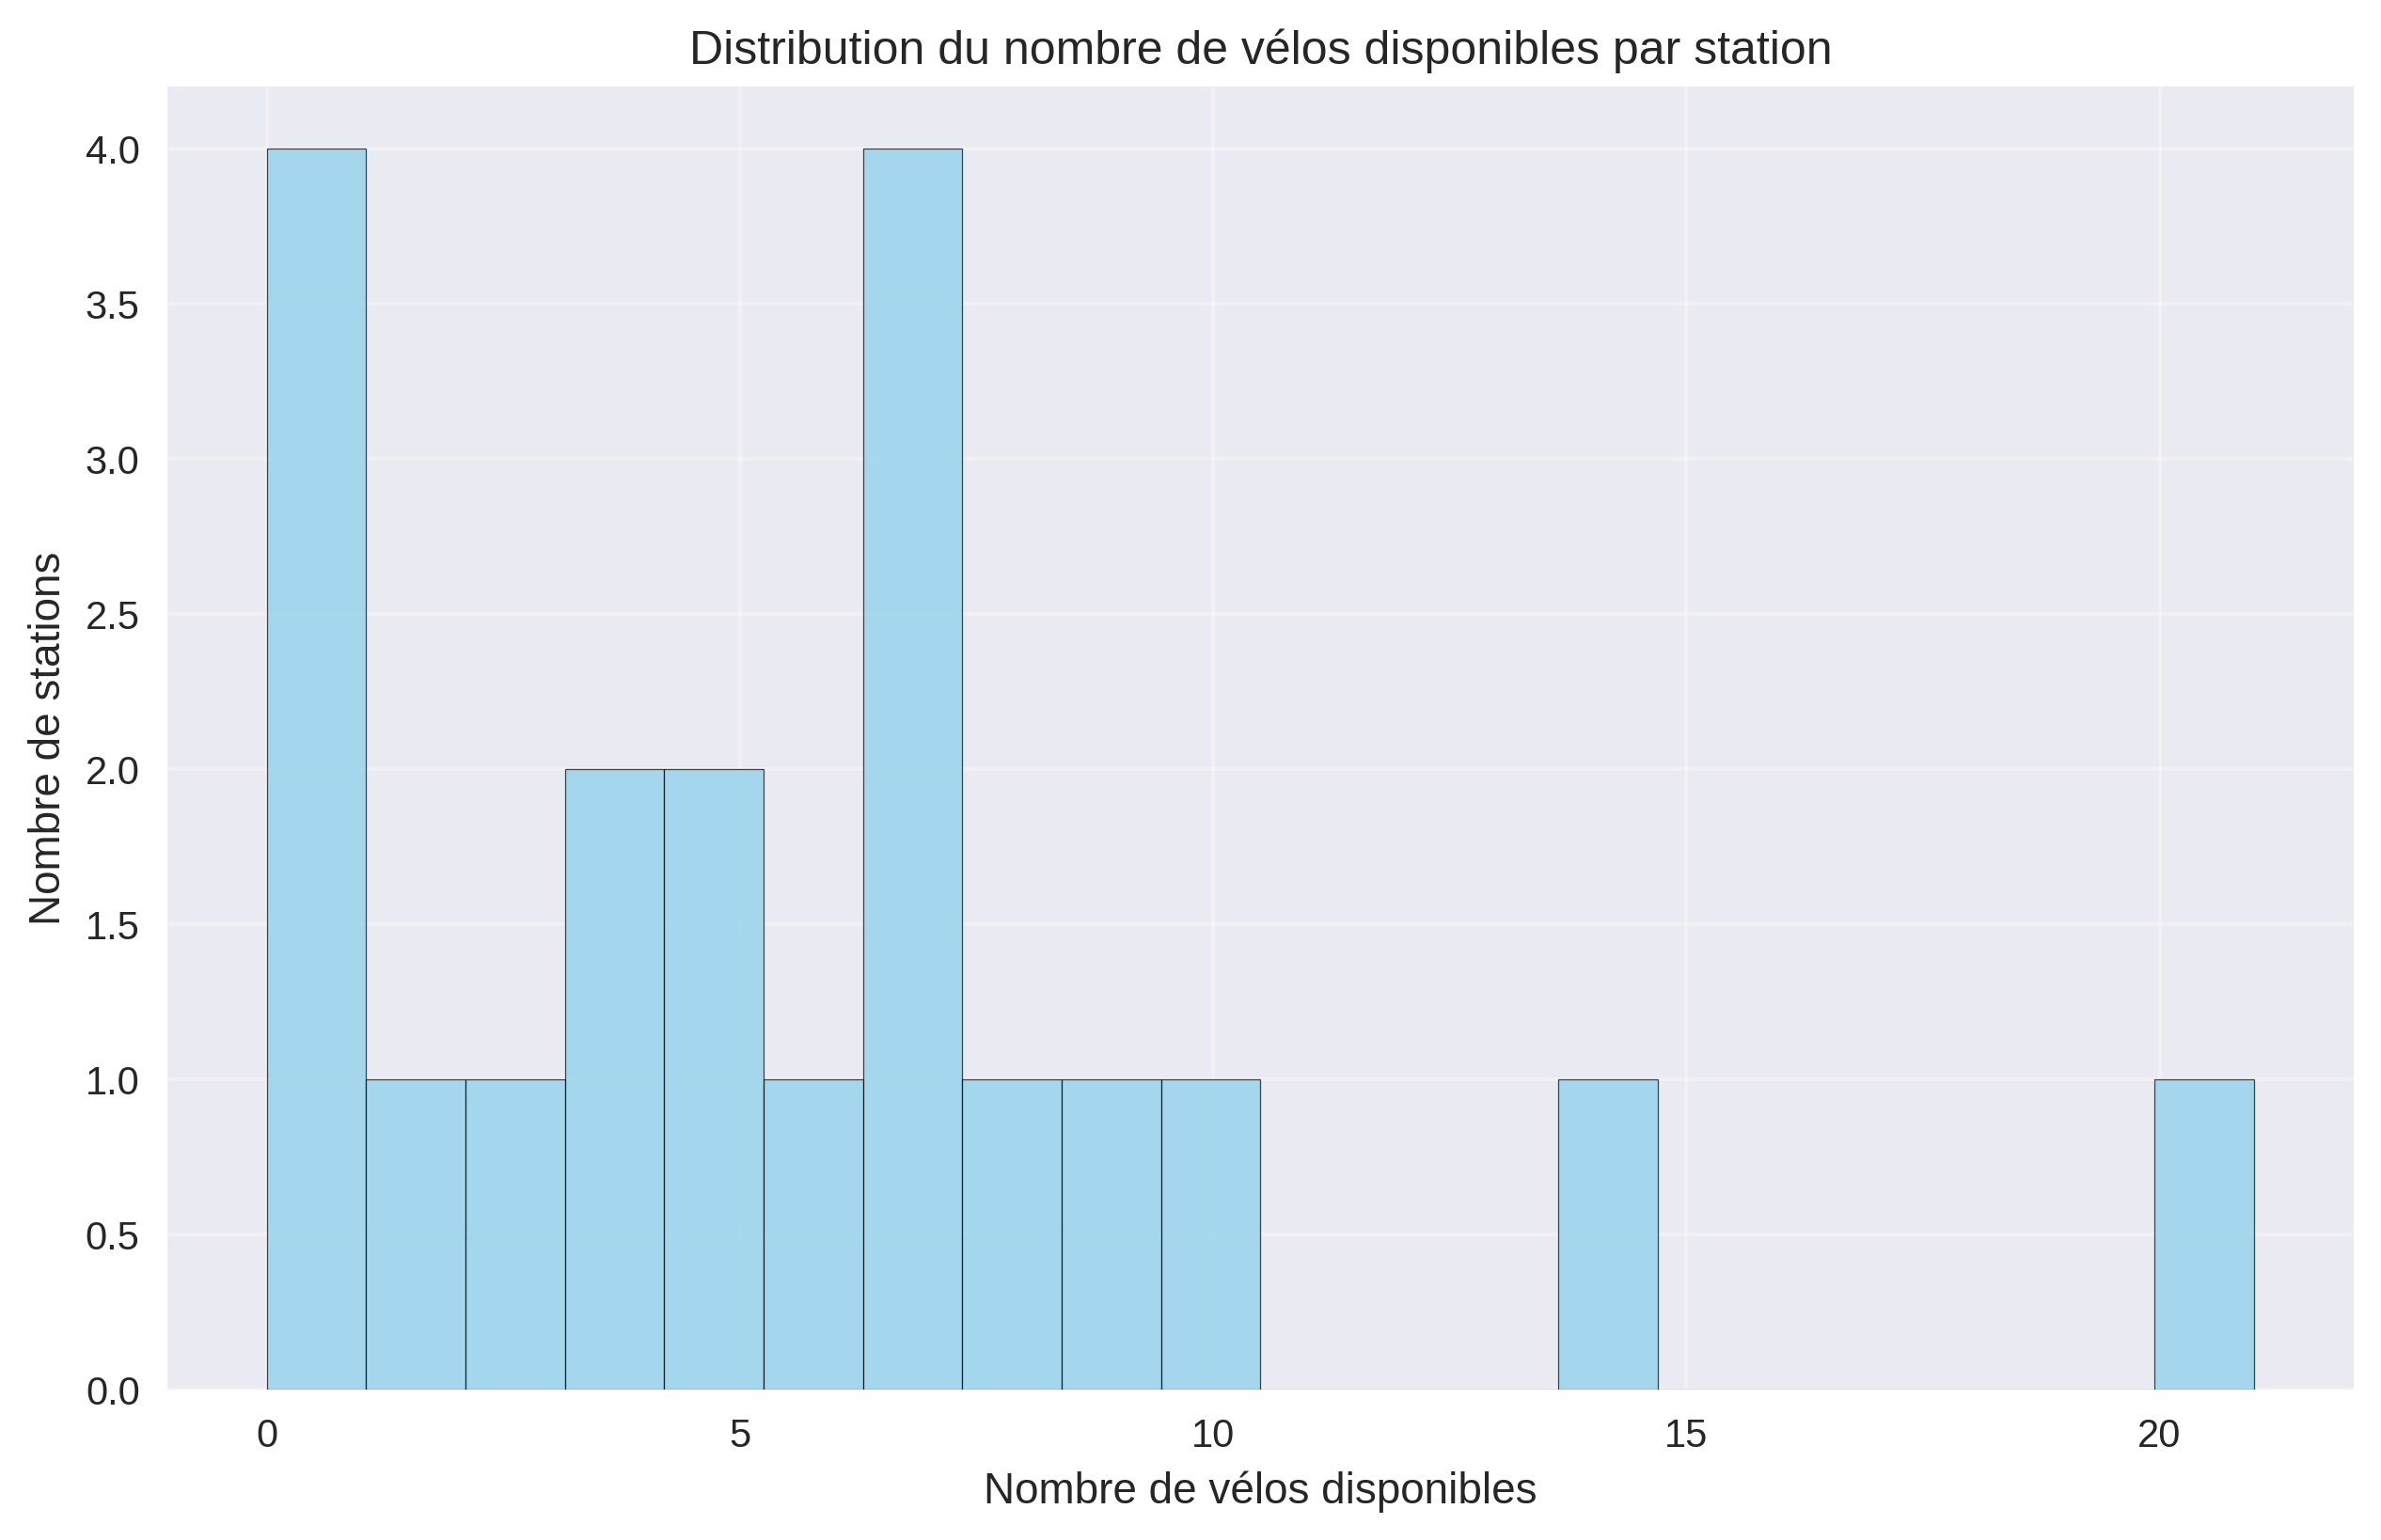 Distribution du nombre de vélos disponibles par station
Nombre de stations
4.0
3.5
3.0
2.5
2.0
1.5
1.0
0.5
0.0
0 5 10 15 20
Nombre de vélos disponibles